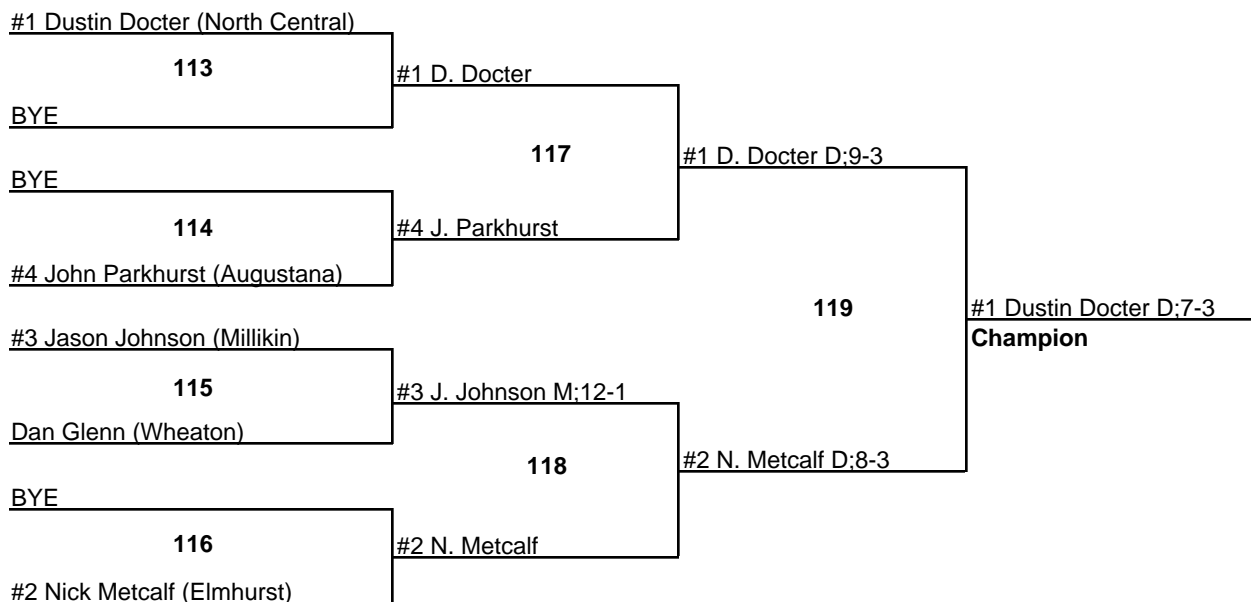 #1 Dustin Docter (North Central)
113
#1 D. Docter
BYE
117
#1 D. Docter D;9-3
BYE
114
#4 J. Parkhurst
#4 John Parkhurst (Augustana)
119
#1 Dustin Docter D;7-3
Champion
#3 Jason Johnson (Millikin)
115
#3 J. Johnson M;12-1
Dan Glenn (Wheaton)
118
#2 N. Metcalf D;8-3
BYE
116
#2 N. Metcalf
#2 Nick Metcalf (Elmhurst)